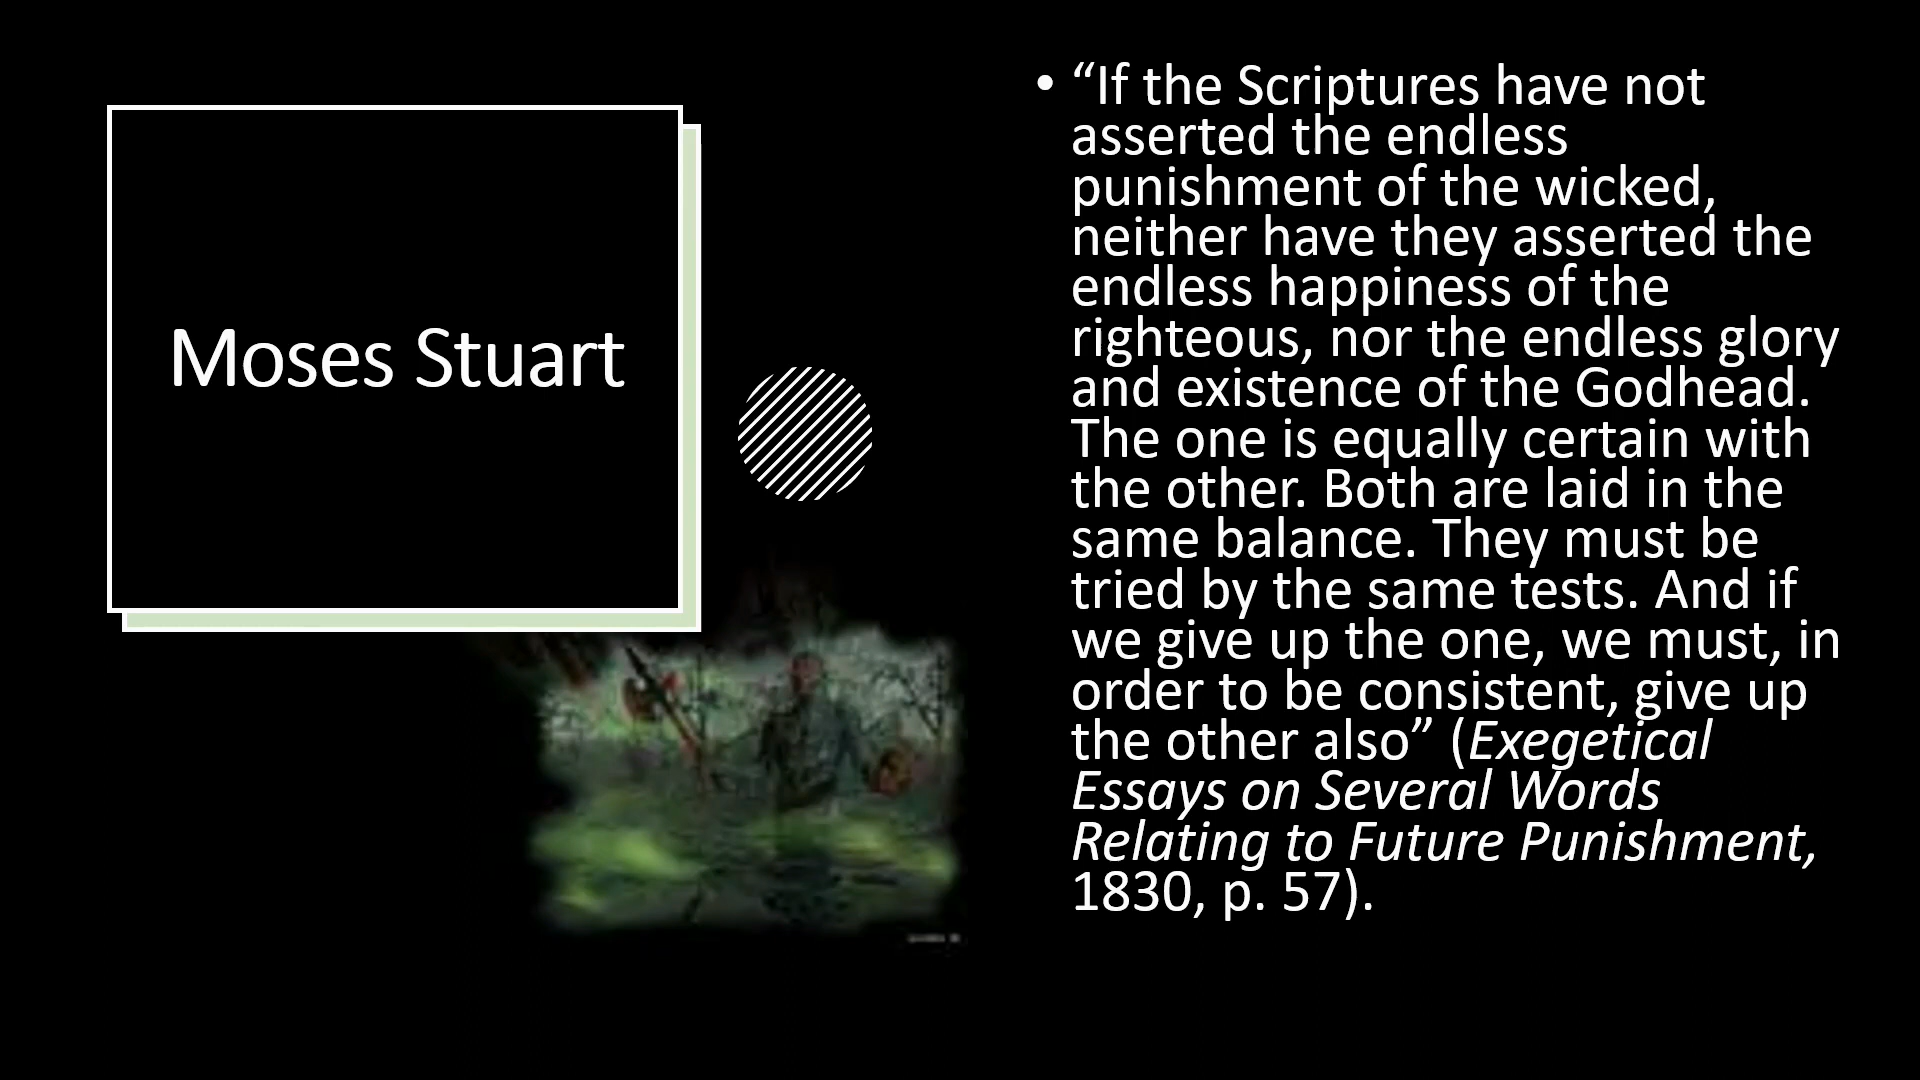 Moses Stuart
• “If the Scriptures have not
asserted the endless
punishment of the wicked,
neither have they asserted the
endless happiness of the
righteous, nor the endless glory
and existence of the Godhead.
The one is equally certain with
the other. Both are laid in the
same balance. They must be
tried by the same tests. And if
we give up the one, we must, in
order to be consistent, give up
the other also” (Exegetical
Essays on Several Words
Relating to Future Punishment,
1830, p. 57).